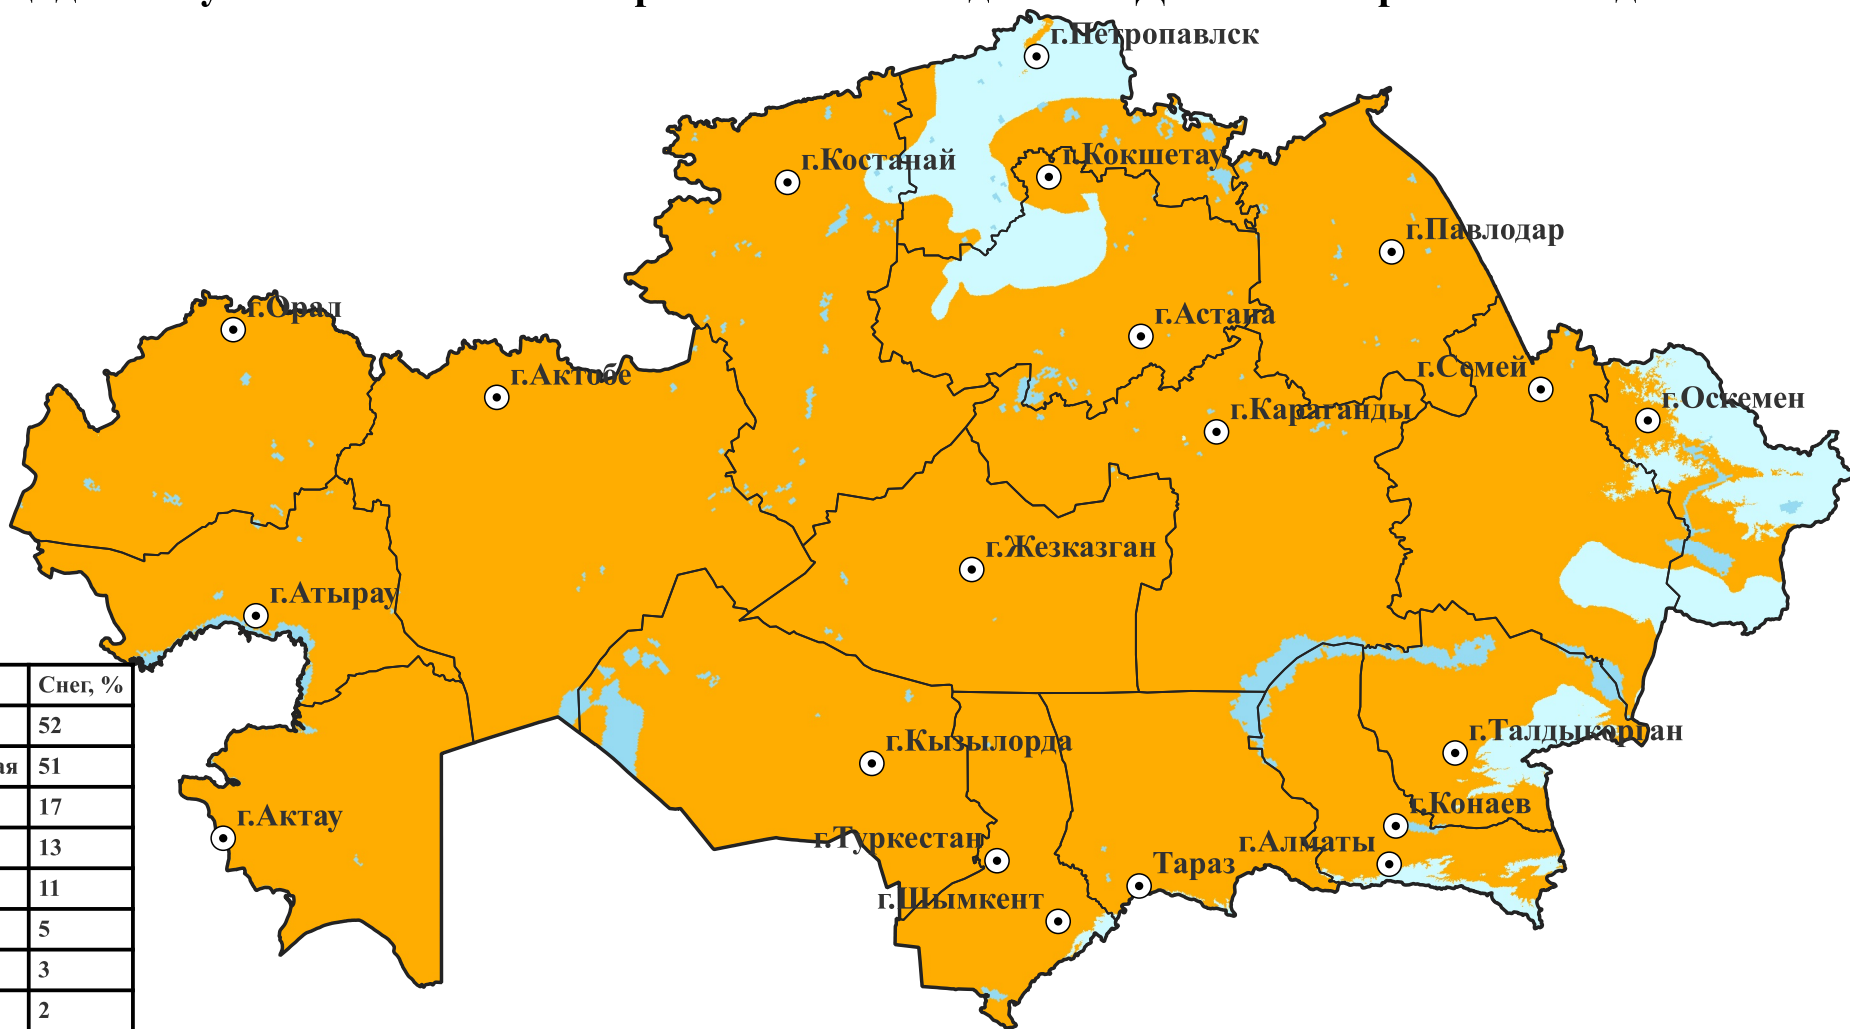 г.Петропавлск
г.Костанай
г.Кокшетау
г.Павлодар
г.Орал
г.Астана
г.Актобе
г.Семей
г.Оскемен
г.Караганды
г.Жезказган
г.Атырау
Снег, %
52
ая 51
17
13
11
5
3
2
г.Кызылорда
г.Талдыкорган
г.Актау
г.Конаев
г.Туркестан
г.Алматы
Тараз
г.Шымкент